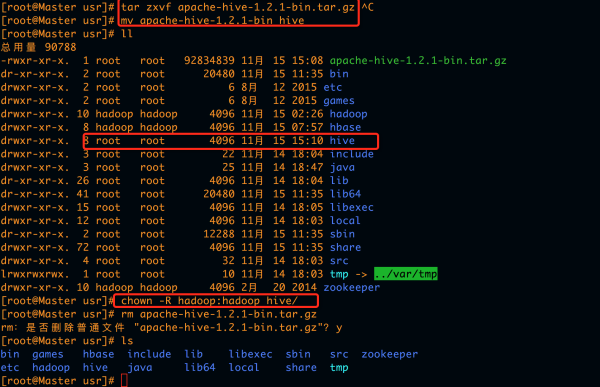 [root@Master usr]# tar zxvf apache-hive-1.2.1-bin.tar.gz ^C
[root@Master usr]# mv apache-hive-1.2.1-bin hive
[root@Master usr]# ll
总用量 90788
-rwxr-xr-x. 1 root root 92834839 11月 15 15:08 apache-hive-1.2.1-bin.tar.gz
dr-xr-xr-x. 2 root root 20480 11月 15 11:35 bin
drwxr-xr-x. 2 root root 6 8月 12 2015 etc
drwxr-xr-x. 2 root root 6 8月 12 2015 games
drwxr-xr-x. 10 hadoop hadoop 4096 11月 15 02:26 hadoop
drwxr-xr-x. 8 hadoop hadoop 4096 11月 15 07:57 hbase
drwxr-xr-x. 8 root root 4096 11月 15 15:10 hive
drwxr-xr-x. 3 root root 22 11月 14 18:04 include
drwxr-xr-x. 3 root root 25 11月 14 18:47 java
dr-xr-xr-x. 26 root root 4096 11月 14 18:04 lib
dr-xr-xr-x. 41 root root 20480 11月 15 11:35 lib64
drwxr-xr-x. 15 root root 4096 11月 14 18:05 libexec
drwxr-xr-x. 12 root root 4096 11月 14 18:03 local
dr-xr-xr-x. 2 root root 12288 11月 15 11:35 sbin
drwxr-xr-x. 72 root root 4096 11月 15 11:35 share
drwxr-xr-x. 4 root root 32 11月 14 18:03 src
lrwxrwxrwx. 1 root root 10 11月 14 18:03 tmp -> ../var/tmp
drwxr-xr-x. 10 hadoop hadoop 4096 2月 20 2014 zookeeper
[root@Master usr]# chown -R hadoop:hadoop hive/
[root@Master usr]# rm apache-hive-1.2.1-bin.tar.gz
rm：是否删除普通文件 "apache-hive-1.2.1-bin.tar.gz"？y
[root@Master usr]# ls
bin games hbase include lib libexec sbin src zookeeper
etc hadoop hive java lib64 local share tmp
[root@Master usr]#